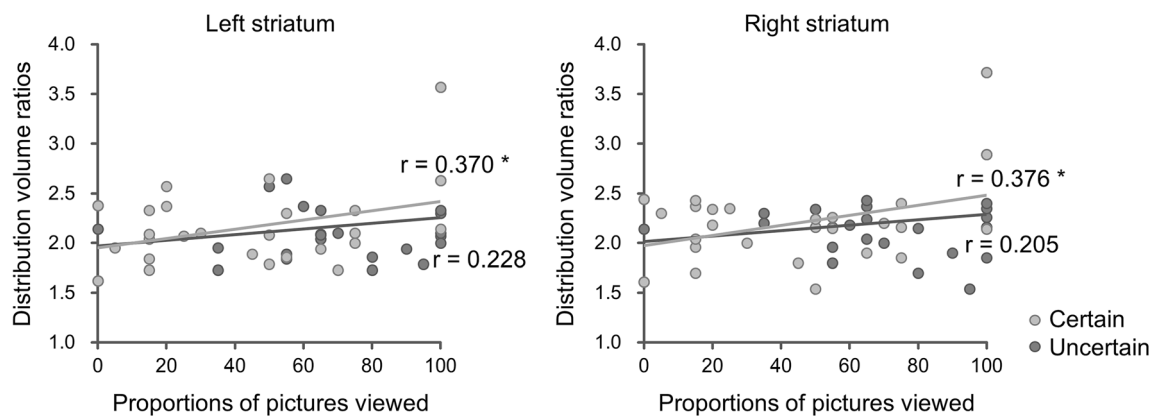 Left striatum
Distribution volume ratios
4.0
3.5
3.0
2.5
2.0
1.5
1.0
r = 0.370 *
r = 0.228
0 20 40 60 80 100
Proportions of pictures viewed
Right striatum
Distribution volume ratios
4.0
3.5
3.0
2.5
2.0
1.5
1.0
r = 0.376 *
r = 0.205
0 20 40 60 80 100
Proportions of pictures viewed
Certain
Uncertain